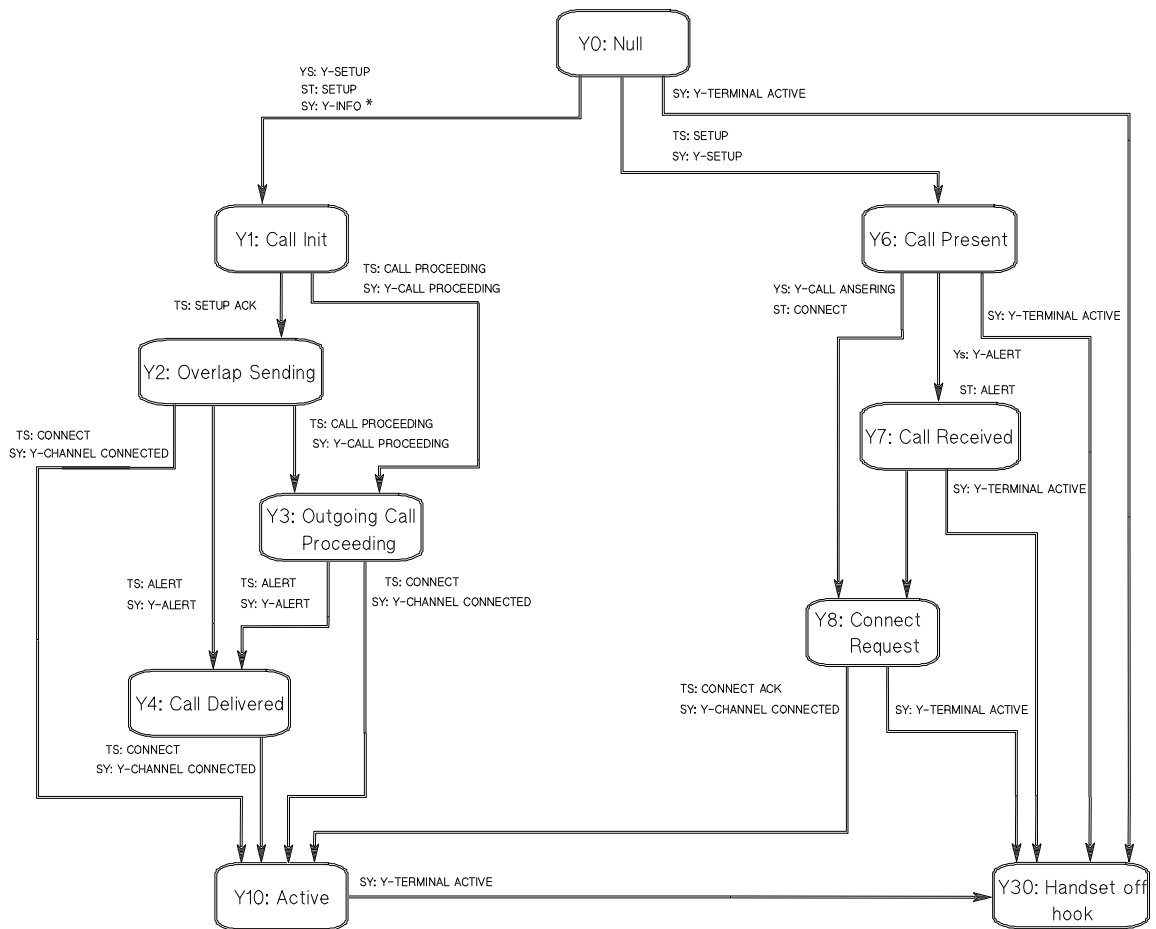 Y0: Null
YS: Y-SETUP
ST: SETUP
SY: Y-INFO *
SY: Y-TERMINAL ACTIVE
TS: SETUP
SY: Y-SETUP
Y1: Call Init
Y6: Call Present
TS: CALL PROCEEDING
SY: Y-CALL PROCEEDING
TS: SETUP ACK
YS: Y-CALL ANSERING
ST: CONNECT
SY: Y-TERMINAL ACTIVE
Ys: Y-ALERT
ST: ALERT
Y2: Overlap Sending
TS: CONNECT
SY: Y-CHANNEL CONNECTED
TS: CALL PROCEEDING
SY: Y-CALL PROCEEDING
Y7: Call Received
SY: Y-TERMINAL ACTIVE
Y3: Outgoing Call
Proceeding
TS: ALERT
SY: Y-ALERT
TS: ALERT
SY: Y-ALERT
TS: CONNECT
SY: Y-CHANNEL CONNECTED
Y8: Connect
Request
Y4: Call Delivered
TS: CONNECT ACK
SY: Y-CHANNEL CONNECTED
SY: Y-TERMINAL ACTIVE
TS: CONNECT
SY: Y-CHANNEL CONNECTED
Y10: Active
SY: Y-TERMINAL ACTIVE
Y30: Handset off
hook